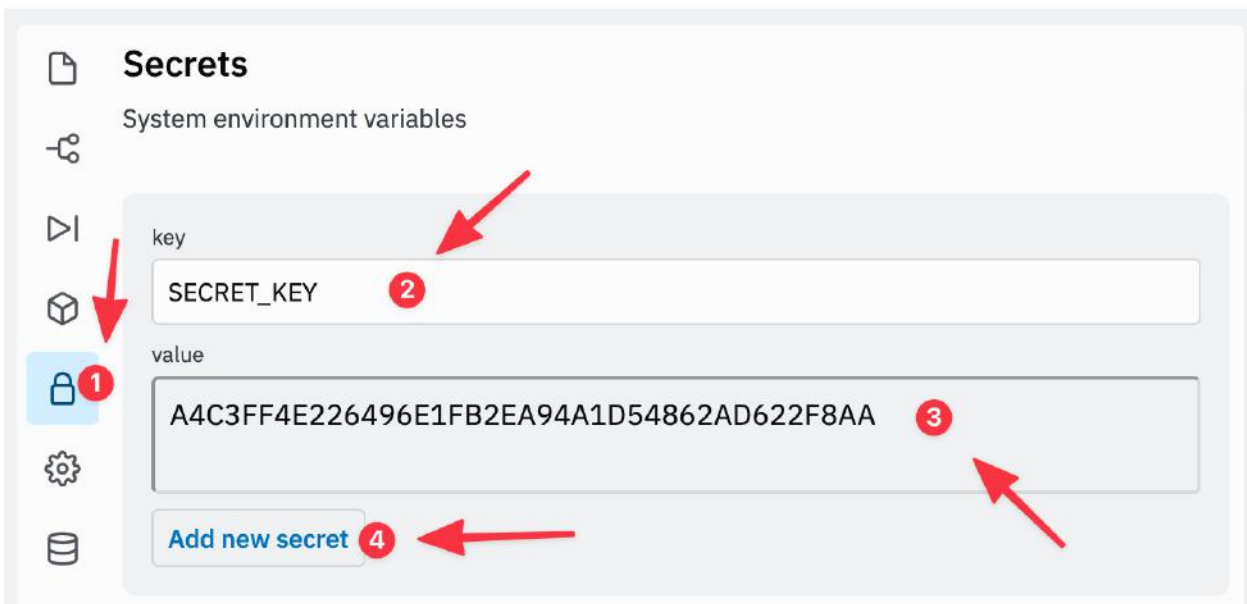 Secrets
System environment variables
key
SECRET_KEY 2
1
value
A4C3FF4E226496E1FB2EA94A1D54862AD622F8AA 3
Add new secret 4